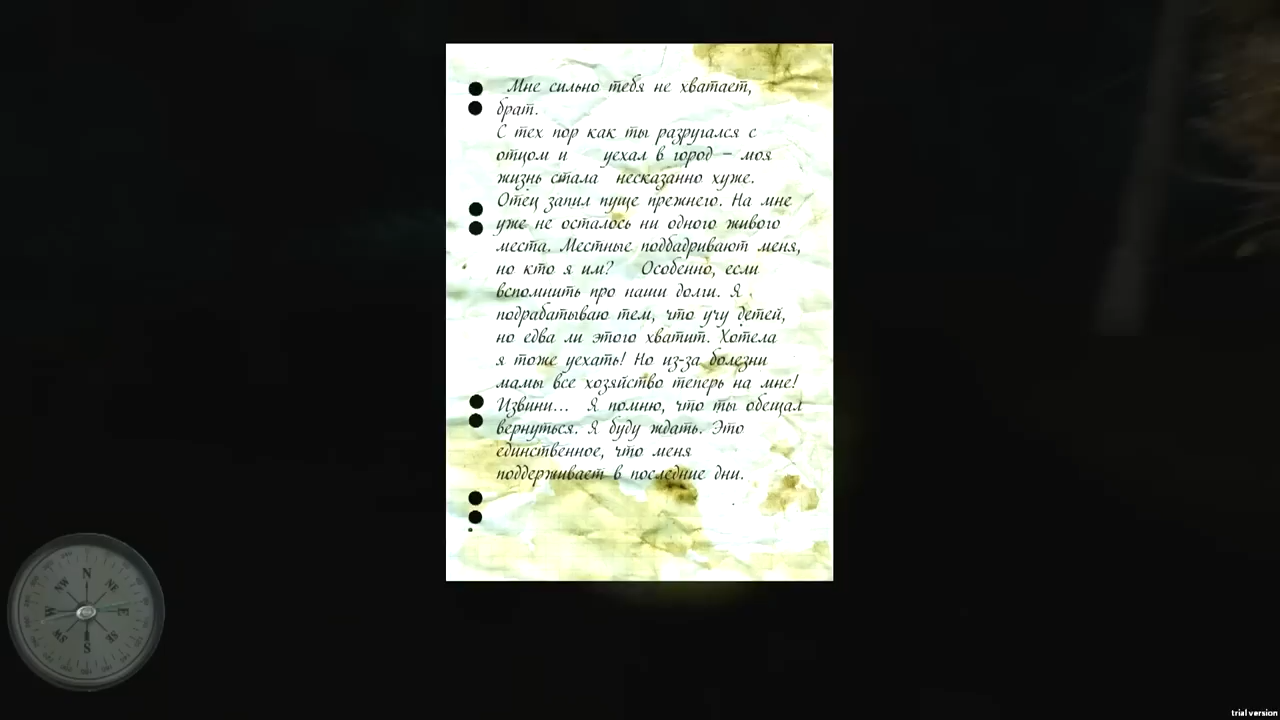 Мне сильно тебя не хватает,
брат.
С тех пор как ты разругался с
отцом и уехал в город – моя
жизнь стала несказанно хуже.
Отец запил пуще прежнего. На мне
уже не осталось ни одного живого
места. Местные подбадривают меня,
но кто я им? Особенно, если
вспомнить про наши долги. Я
подрабатываю тем, что учу детей,
но едва ли этого хватит. Хотела
я тоже уехать! Но из-за болезни
мамы все хозяйство теперь на мне!
Извини... Я помню, что ты обещал
вернуться. Я буду ждать. Это
единственное, что меня
поддерживает в последние дни.
N
NE
E
SE
S
SW
W
NW
trial version